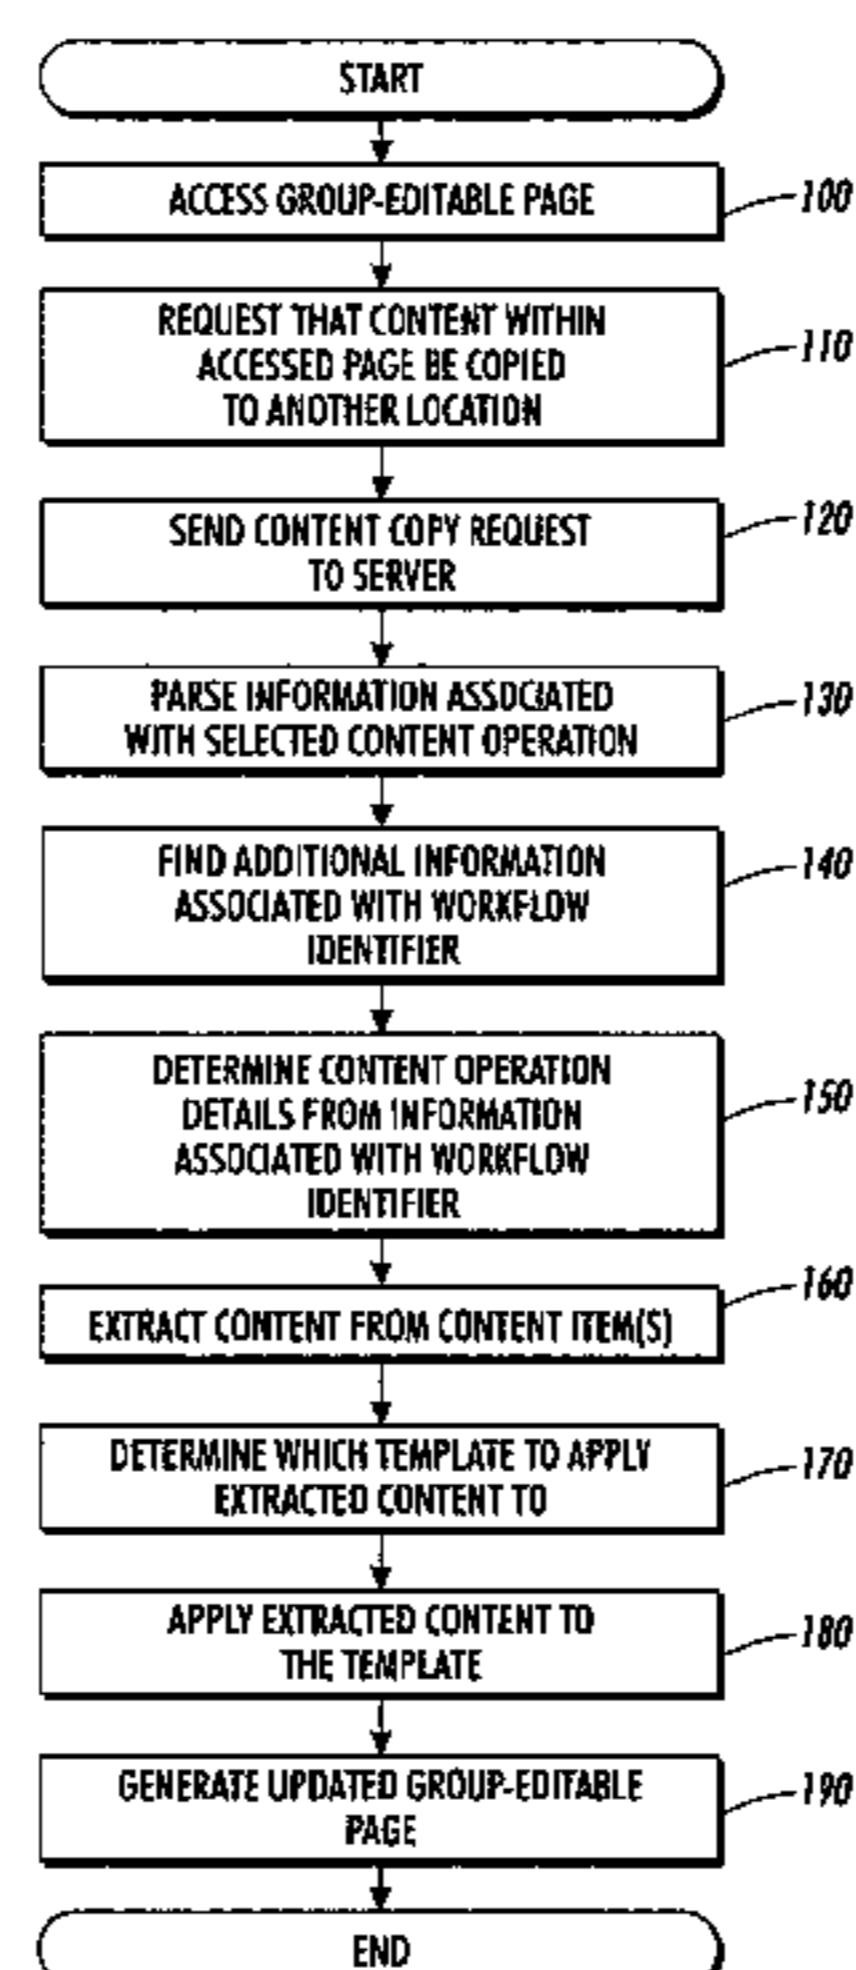 START
ACCESS GROUP-EDITABLE PAGE
100
REQUEST THAT CONTENT WITHIN
ACCESSED PAGE BE COPIED
TO ANOTHER LOCATION
110
SEND CONTENT COPY REQUEST
TO SERVER
120
PARSE INFORMATION ASSOCIATED
WITH SELECTED CONTENT OPERATION
130
FIND ADDITIONAL INFORMATION
ASSOCIATED WITH WORKFLOW
IDENTIFIER
140
DETERMINE CONTENT OPERATION
DETAILS FROM INFORMATION
ASSOCIATED WITH WORKFLOW
IDENTIFIER
150
EXTRACT CONTENT FROM CONTENT ITEM(S)
160
DETERMINE WHICH TEMPLATE TO APPLY
EXTRACTED CONTENT TO
170
APPLY EXTRACTED CONTENT TO
THE TEMPLATE
180
GENERATE UPDATED GROUP-EDITABLE
PAGE
190
END